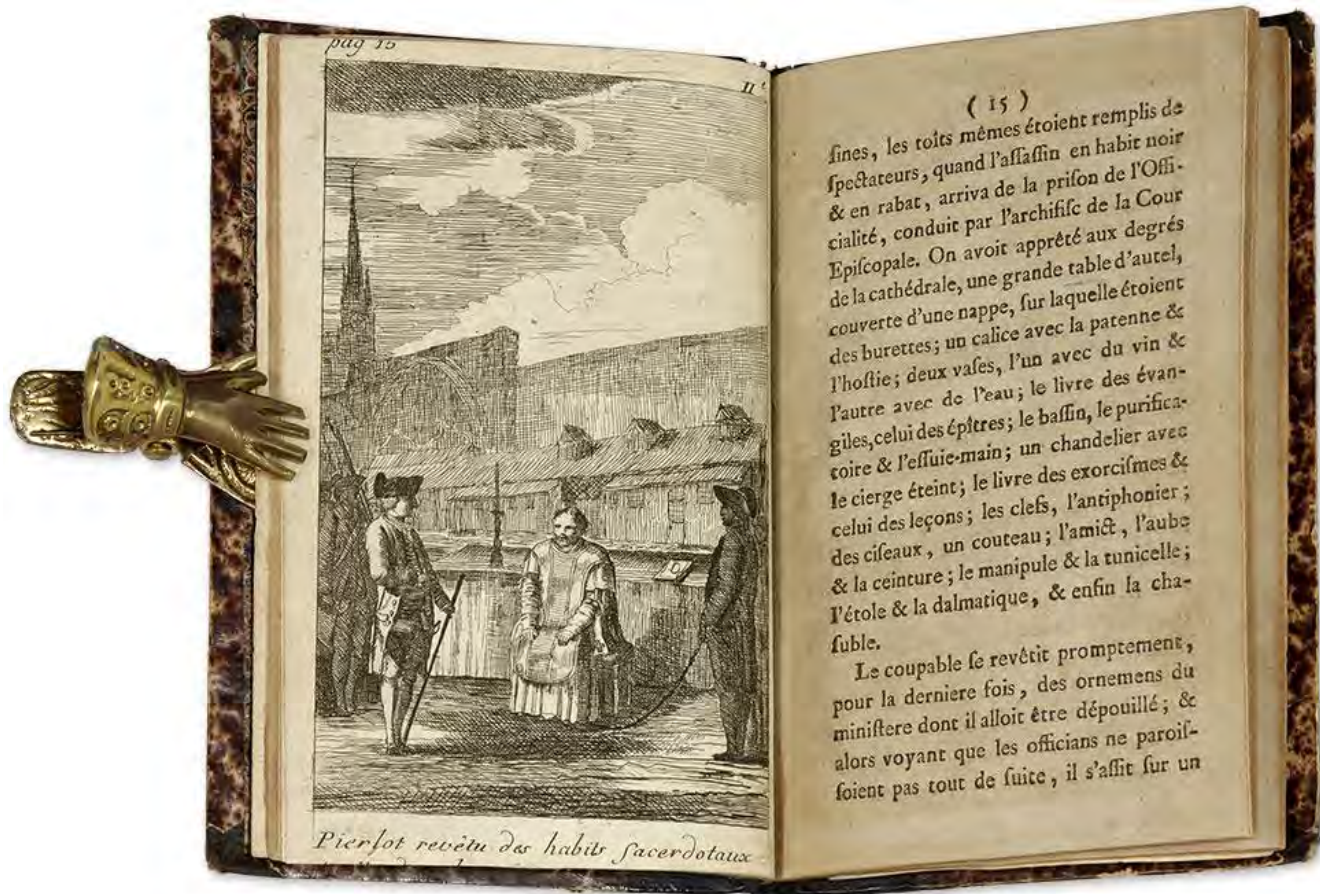 pag 15
II
Pierlot revêtu des habits ſacerdotaux
( 15 )
ſines, les toîts mêmes étoient remplis de
ſpectateurs, quand l'aſſaſſin en habit noir
& en rabat, arriva de la priſon de l'Offi-
cialité, conduit par l'archifiſc de la Cour
Epiſcopale. On avoit apprêté aux degrés
de la cathédrale, une grande table d'autel,
couverte d'une nappe, ſur laquelle étoient
des burettes; un calice avec la patenne &
l'hoſtie; deux vaſes, l'un avec du vin &
l'autre avec de l'eau; le livre des évan-
giles, celui des épîtres; le baſſin, le purifica-
toire & l'eſſuie-main; un chandelier avec
le cierge éteint; le livre des exorciſmes &
celui des leçons; les clefs, l'antiphonier;
des ciſeaux, un couteau; l'amict, l'aube
& la ceinture; le manipule & la tunicelle;
l'étole & la dalmatique, & enfin la cha-
ſuble.
Le coupable ſe revêtit promptement,
pour la derniere fois, des ornemens du
miniſtere dont il alloit être dépouillé; &
alors voyant que les officians ne paroiſ-
ſoient pas tout de ſuite, il s'aſſit ſur un